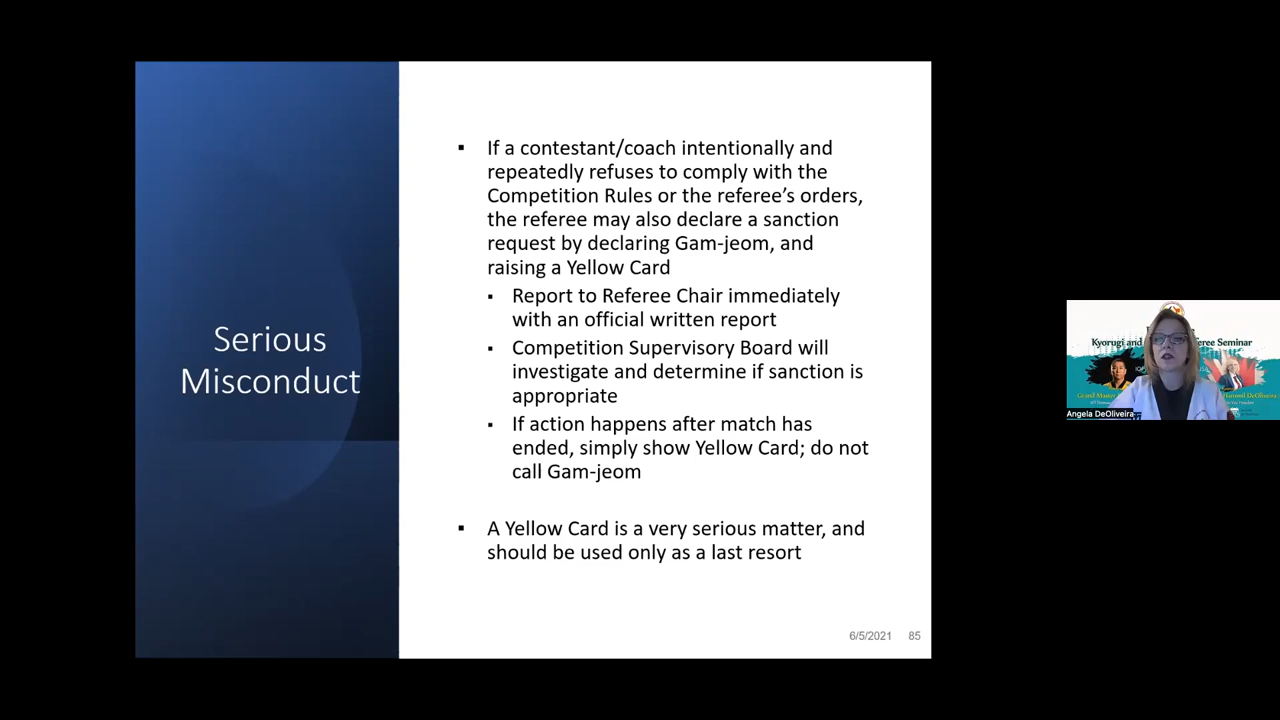 Serious
Misconduct
▪ If a contestant/coach intentionally and
repeatedly refuses to comply with the
Competition Rules or the referee's orders,
the referee may also declare a sanction
request by declaring Gam-jeom, and
raising a Yellow Card
▪ Report to Referee Chair immediately
with an official written report
▪ Competition Supervisory Board will
investigate and determine if sanction is
appropriate
▪ If action happens after match has
ended, simply show Yellow Card; do not
call Gam-jeom
▪ A Yellow Card is a very serious matter, and
should be used only as a last resort
6/5/2021 85
Kyorugi and
Seminar
Grand Master
DeOliveira
Angela DeOliveira